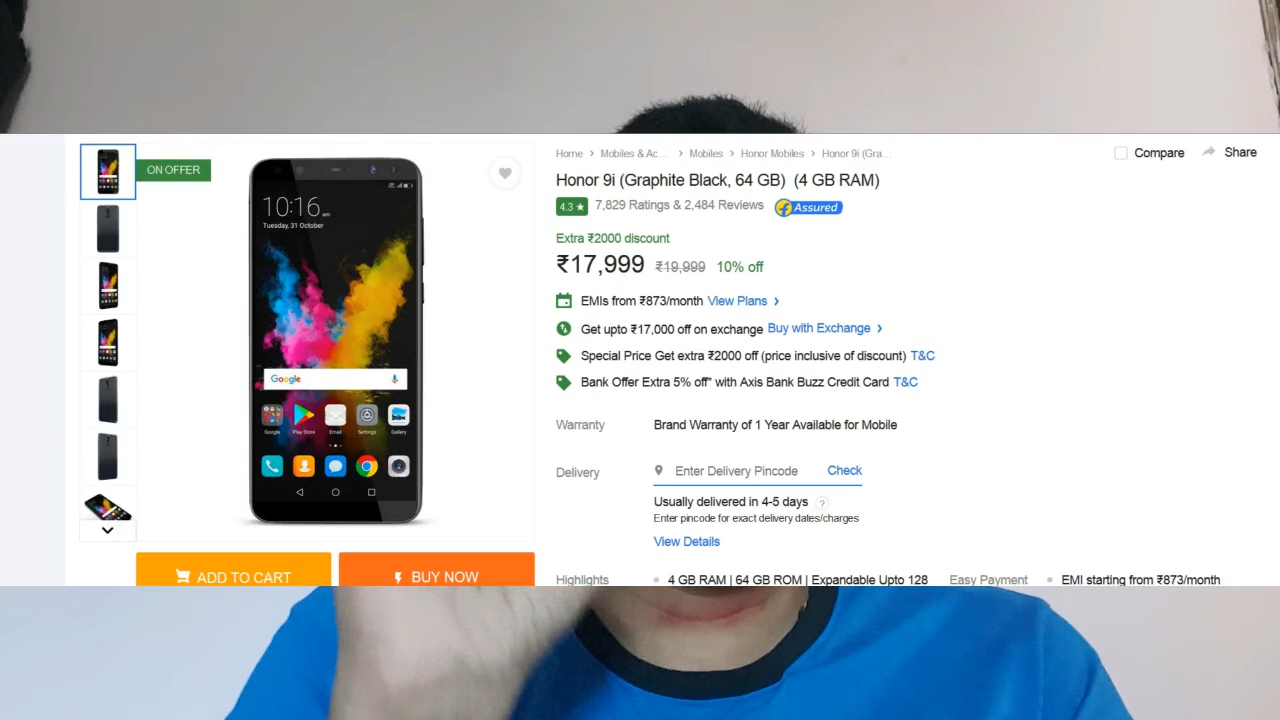 Home > Mobiles & Ac... > Mobiles > Honor Mobiles > Honor 9i (Gra...
Compare
Share
ON OFFER
Honor 9i (Graphite Black, 64 GB) (4 GB RAM)
4.3 ★ 7,829 Ratings & 2,484 Reviews Assured
Extra ₹2000 discount
₹17,999 ₹19,999 10% off
EMIs from ₹873/month View Plans >
Get upto ₹17,000 off on exchange Buy with Exchange >
Special Price Get extra ₹2000 off (price inclusive of discount) T&C
Bank Offer Extra 5% off* with Axis Bank Buzz Credit Card T&C
Warranty Brand Warranty of 1 Year Available for Mobile
Delivery Enter Delivery Pincode Check
Usually delivered in 4-5 days ?
Enter pincode for exact delivery dates/charges
View Details
Highlights 4 GB RAM | 64 GB ROM | Expandable Upto 128
Easy Payment EMI starting from ₹873/month
10:16 am
Tuesday, 31 October
Google
Google Play Store Email Settings Gallery
ADD TO CART
BUY NOW